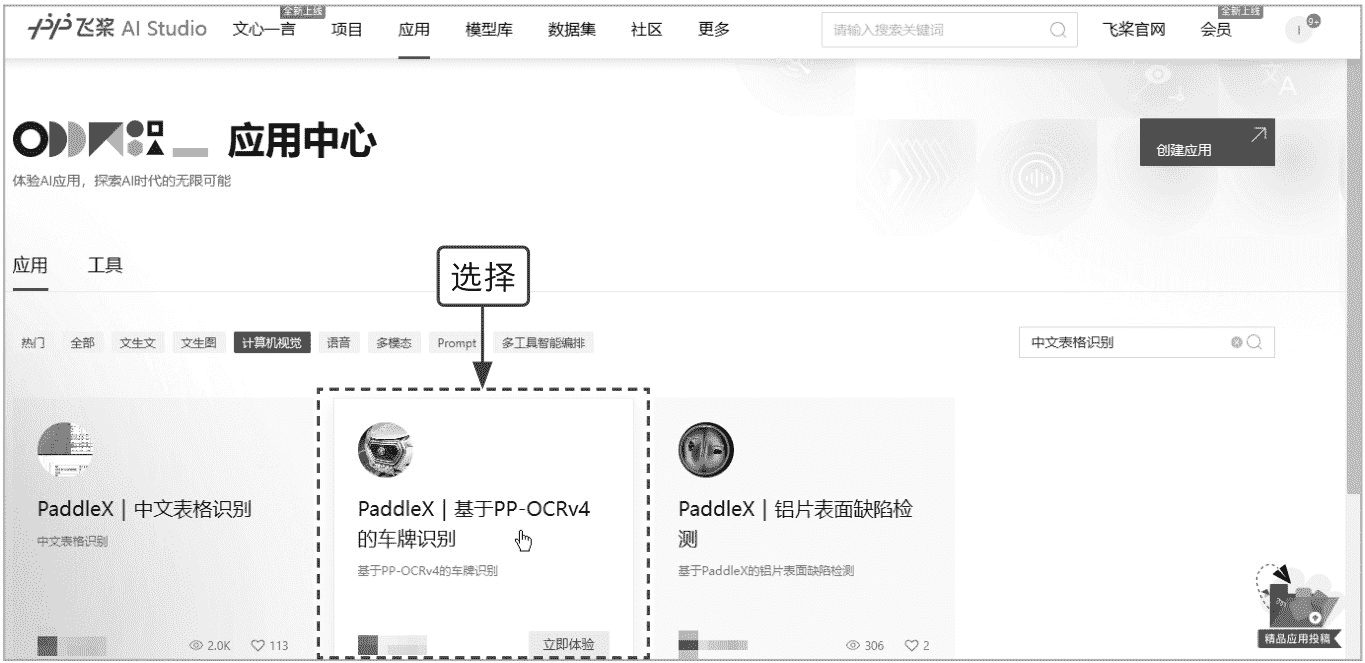 飞桨 AI Studio
文心一言
全新上线
项目
应用
模型库
数据集
社区
更多
请输入搜索关键词
飞桨官网
会员
全新上线
9+
应用中心
体验AI应用，探索AI时代的无限可能
创建应用
应用
工具
选择
热门
全部
文生文
文生图
计算机视觉
语音
多模态
Prompt
多工具智能编排
中文表格识别
PaddleX | 中文表格识别
中文表格识别
2.0K
113
PaddleX | 基于PP-OCRv4
的车牌识别
基于PP-OCRv4的车牌识别
立即体验
PaddleX | 铝片表面缺陷检
测
基于PaddleX的铝片表面缺陷检测
306
2
精品应用投稿